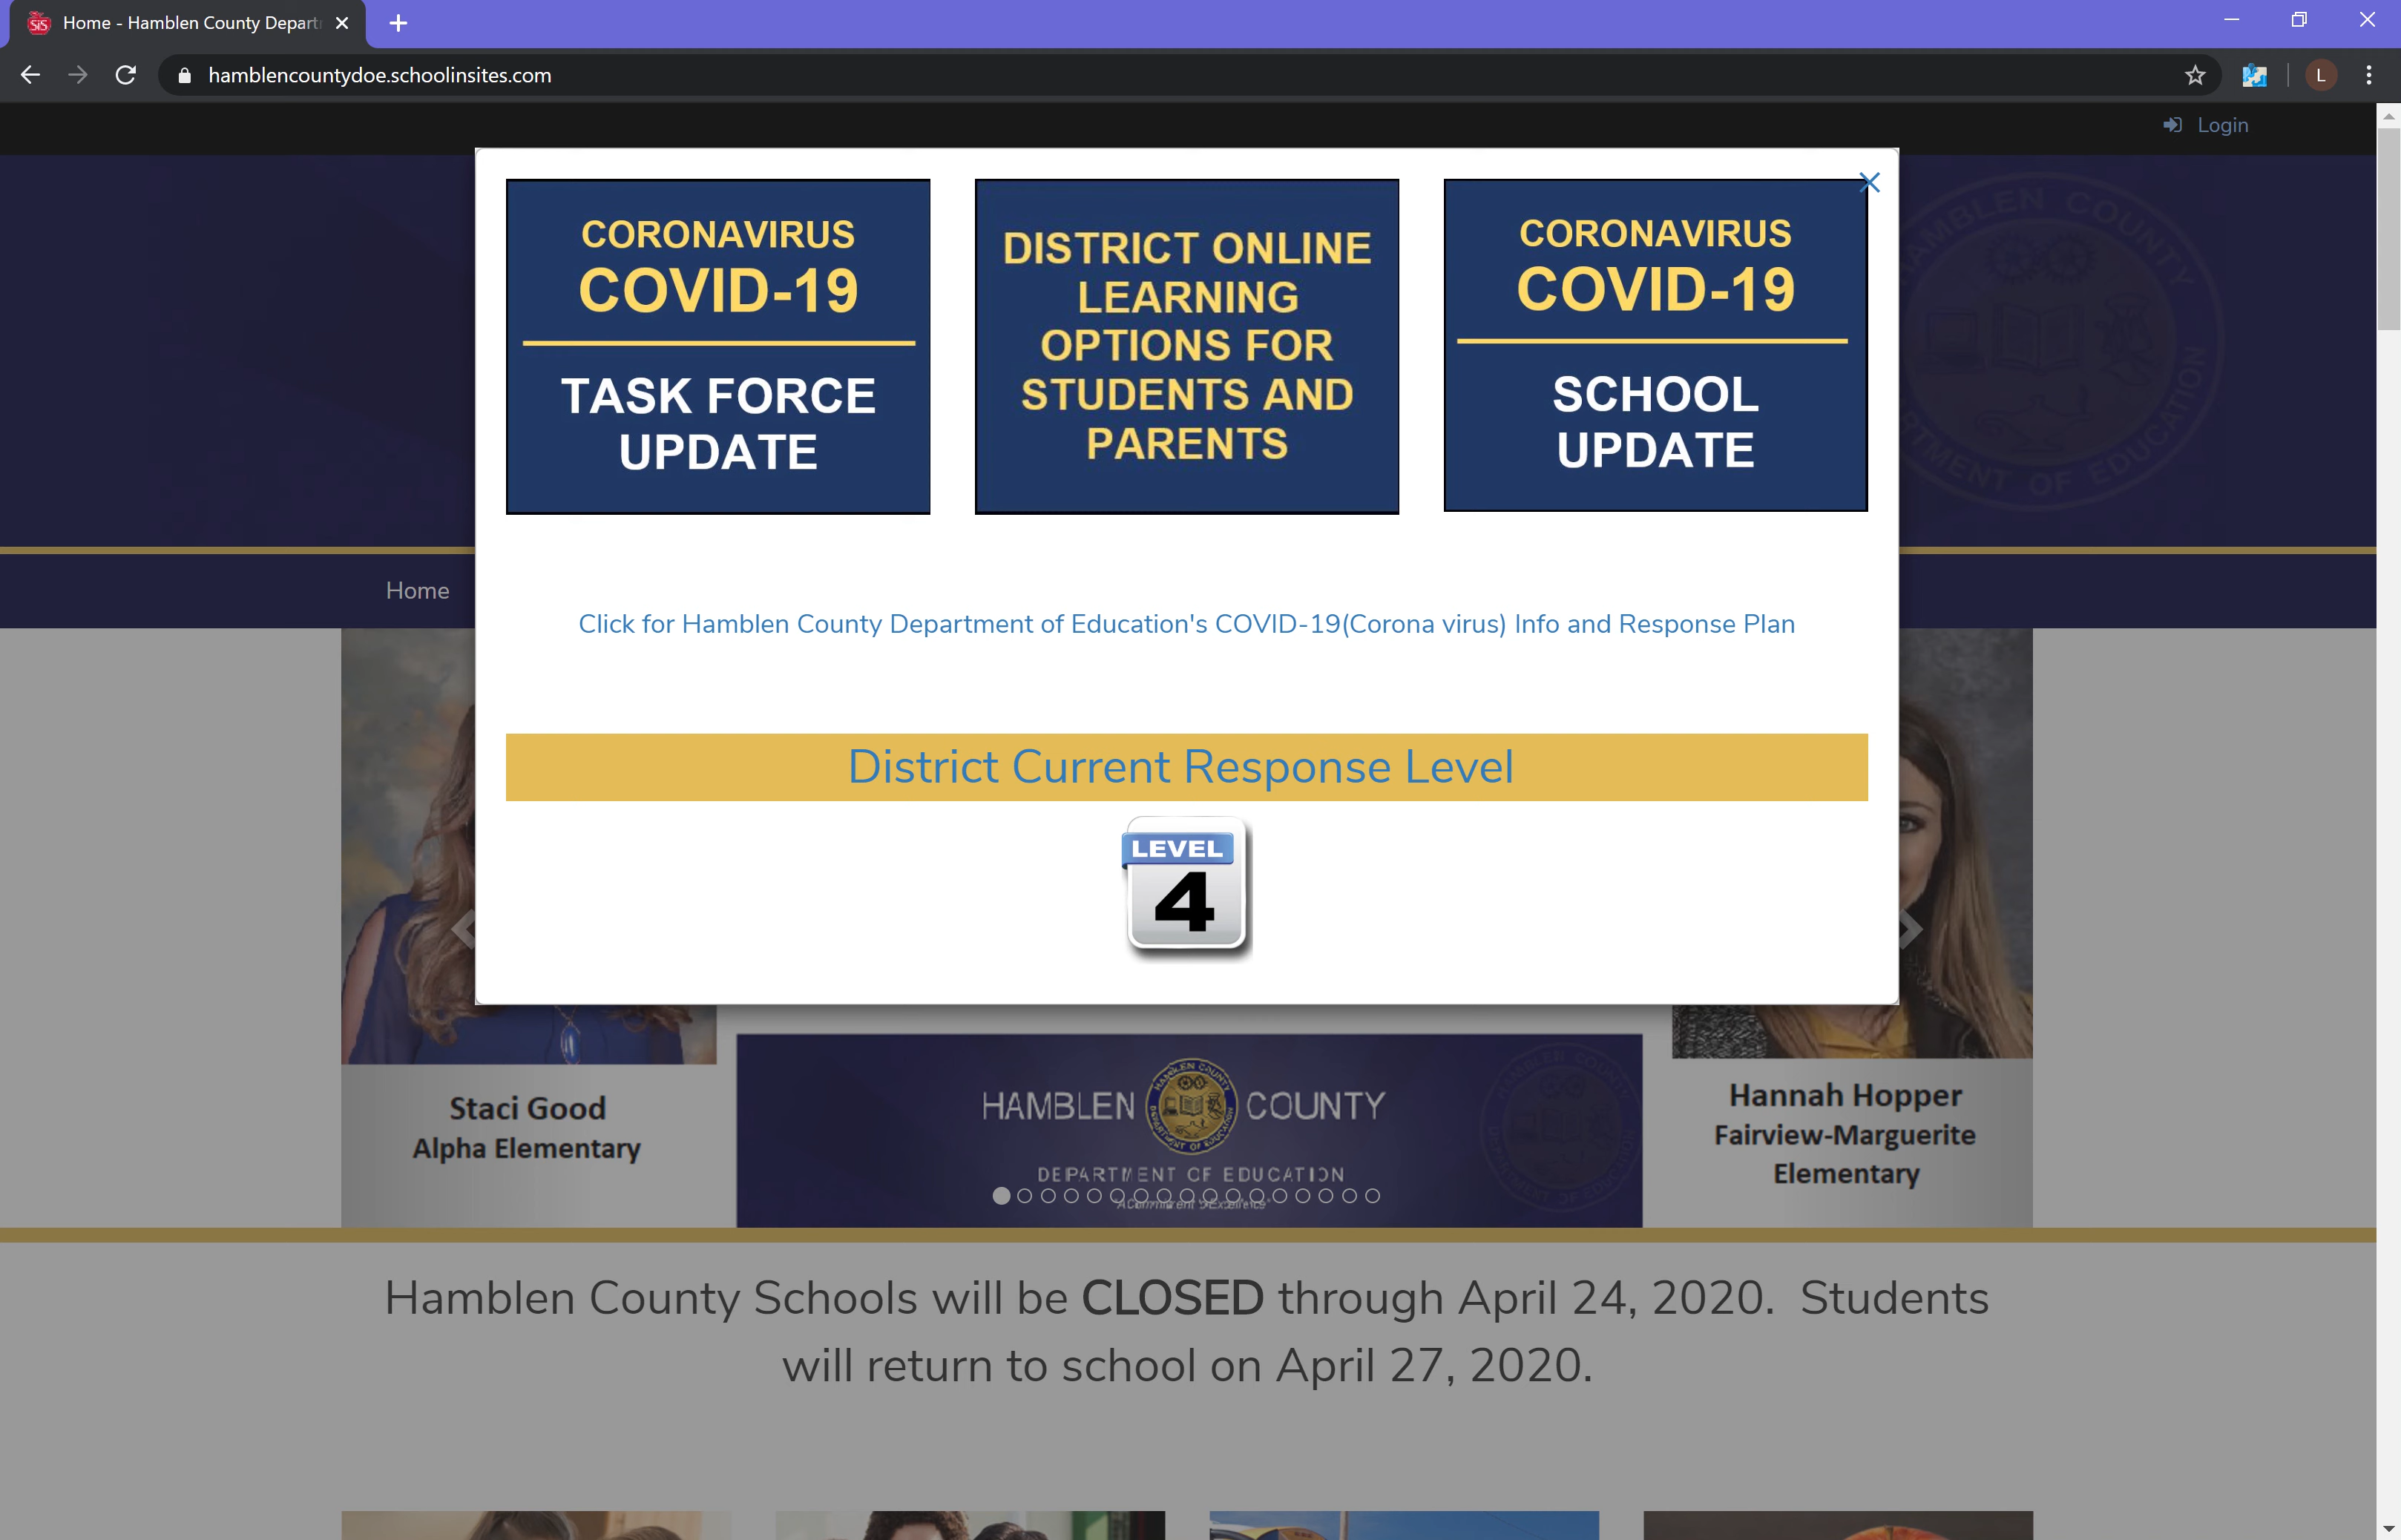 Home - Hamblen County Depart
hamblencountydoe.schoolinsites.com
L
Login
CORONAVIRUS
COVID-19
TASK FORCE
UPDATE
DISTRICT ONLINE
LEARNING
OPTIONS FOR
STUDENTS AND
PARENTS
CORONAVIRUS
COVID-19
SCHOOL
UPDATE
Home
Click for Hamblen County Department of Education's COVID-19(Corona virus) Info and Response Plan
District Current Response Level
LEVEL
4
Staci Good
Alpha Elementary
HAMBLEN COUNTY
DEPARTMENT OF EDUCATION
Hannah Hopper
Fairview-Marguerite
Elementary
Hamblen County Schools will be CLOSED through April 24, 2020. Students
will return to school on April 27, 2020.